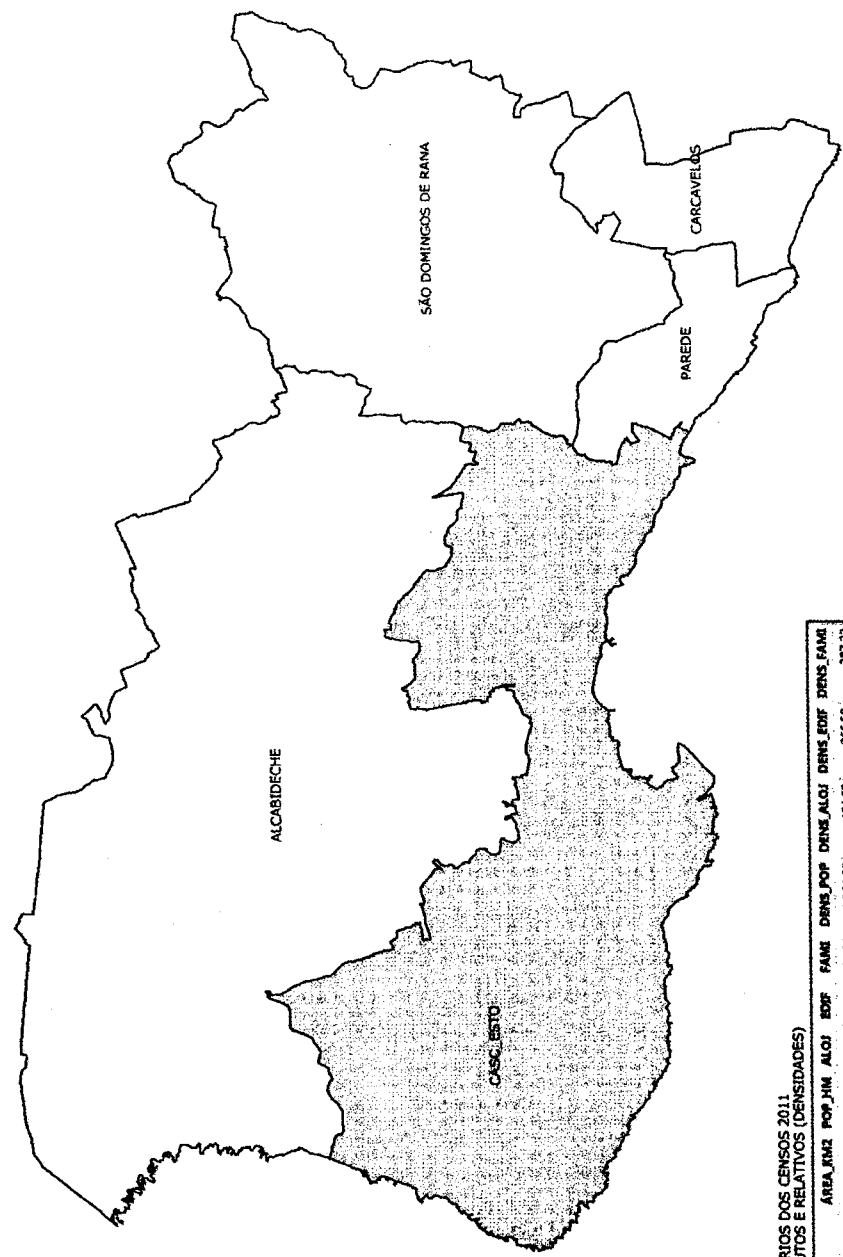 SÃO DOMINGOS DE RANA
CARCAVELOS
PAREDE
ALCABIDECHE
CASC_ESTO
RIOS DOS CENSOS 2011
UTOS E RELATIVOS (DENSIDADES)
ÁREA_KM2 POP_HM ALOJ EDIF FAMI DENS_POP DENS_ALOJ DENS_EDIF DENS_FAMI